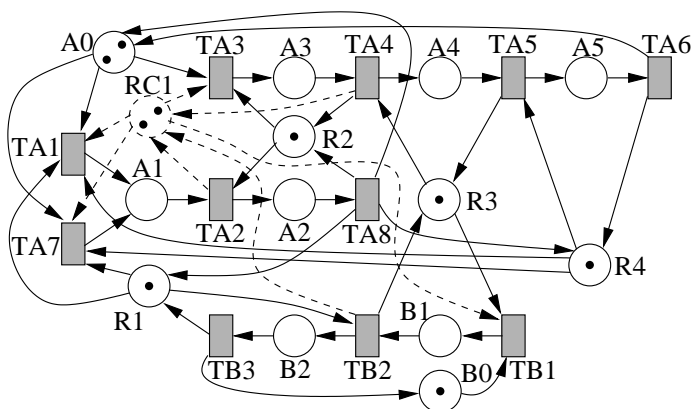 A0 TA3 A3 TA4 A4 TA5 A5 TA6
RC1
TA1 R2
A1 R3
TA7 TA2 A2 TA8 R4
R1 B1
TB3 B2 TB2 B0 TB1